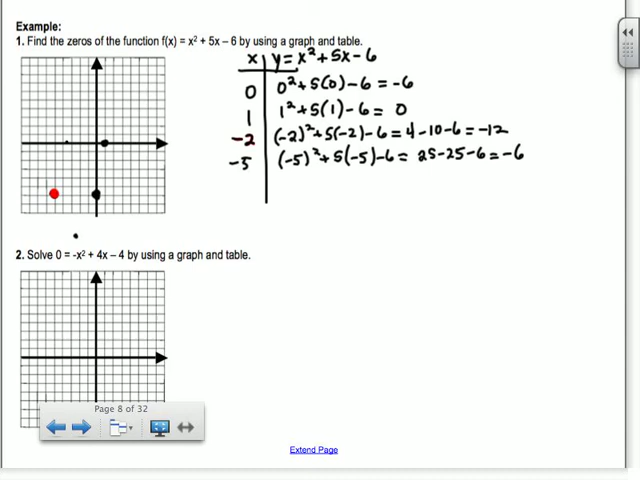 Example:
1. Find the zeros of the function f(x) = x² + 5x – 6 by using a graph and table.
x y = x² + 5x - 6
0 0² + 5(0) - 6 = -6
1 1² + 5(1) - 6 = 0
-2 (-2)² + 5(-2) - 6 = 4 - 10 - 6 = -12
-5 (-5)² + 5(-5) - 6 = 25 - 25 - 6 = -6
2. Solve 0 = -x² + 4x – 4 by using a graph and table.
Page 8 of 32
Extend Page